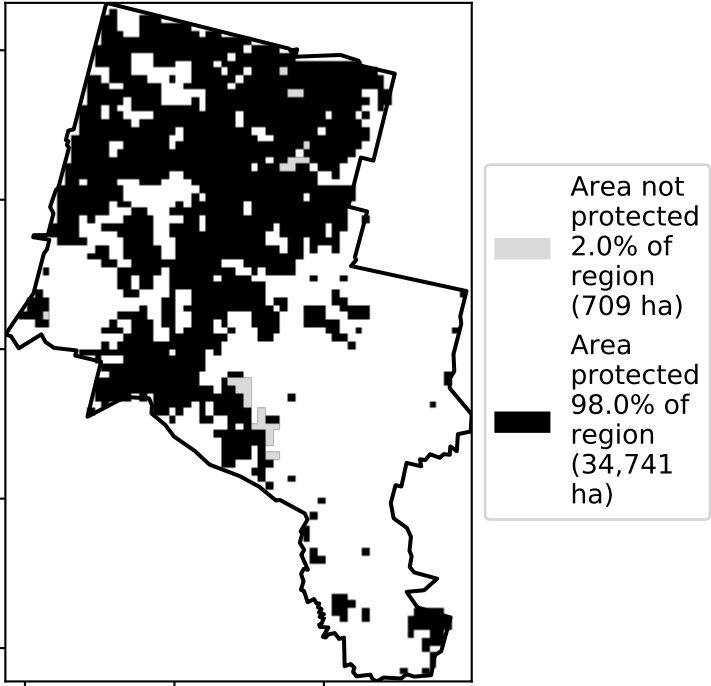 Area not
protected
2.0% of
region
(709 ha)
Area
protected
98.0% of
region
(34,741
ha)